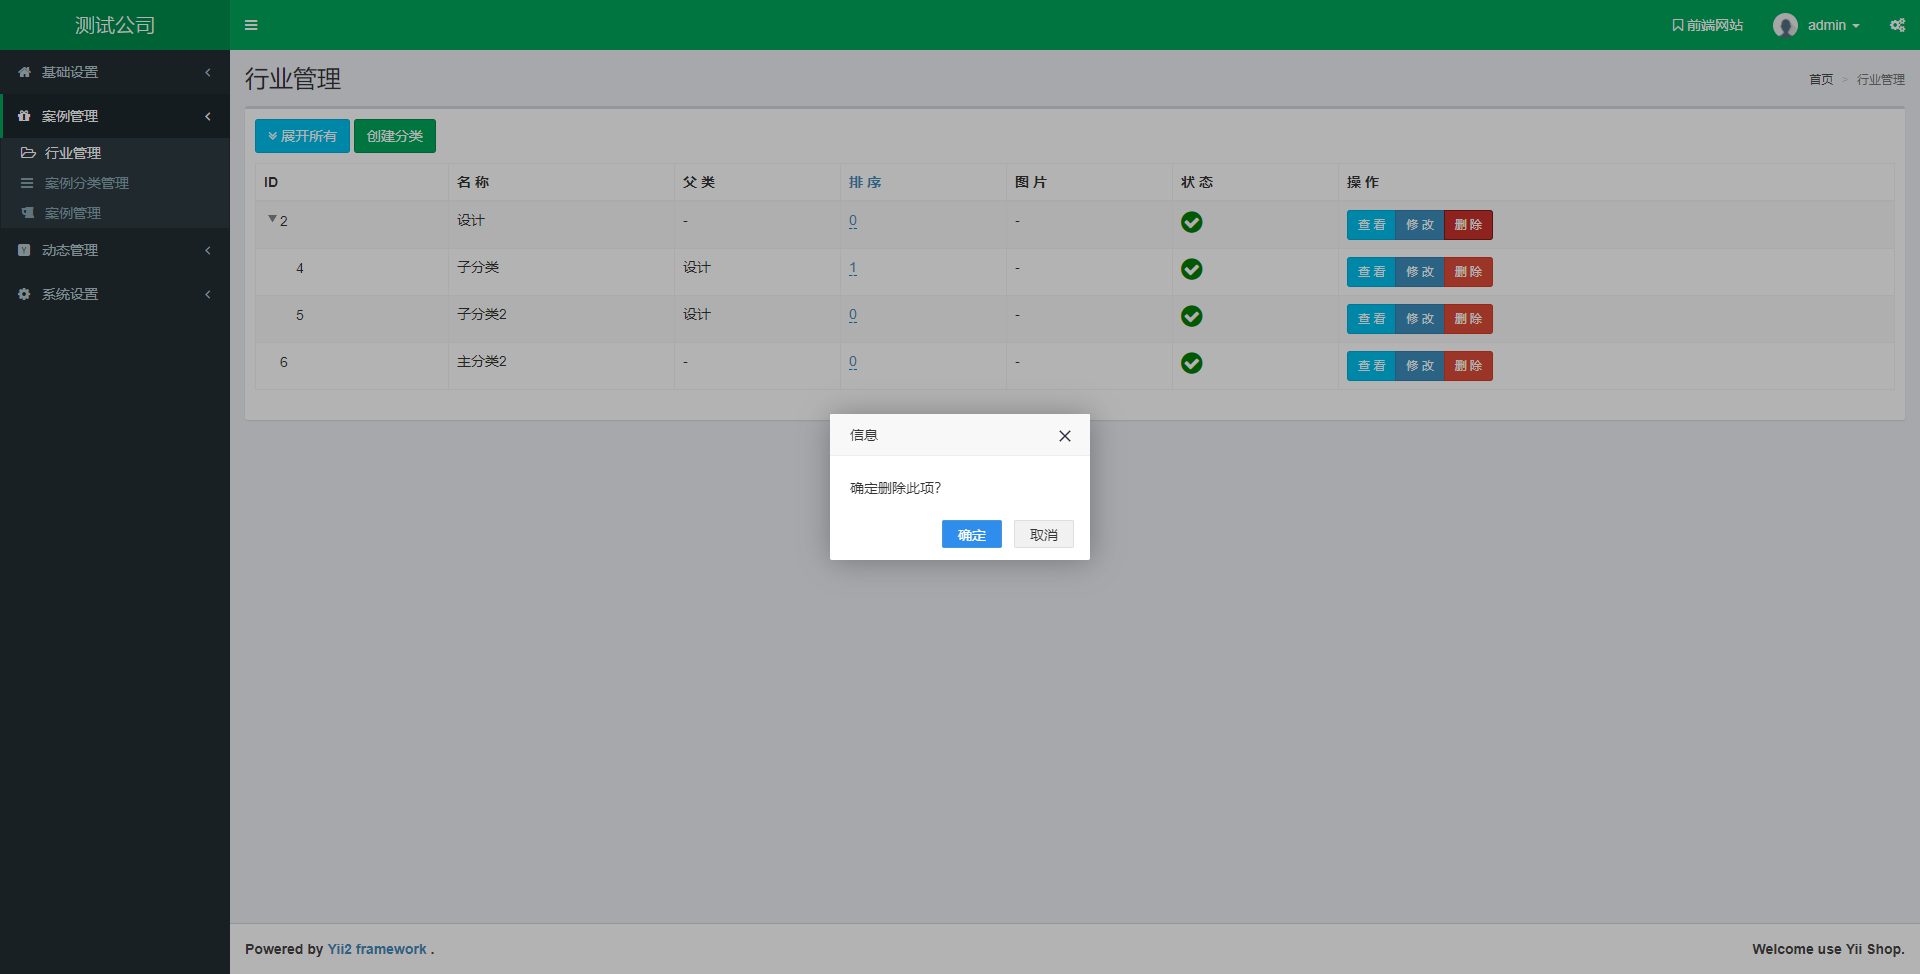 测试公司
前端网站
admin
基础设置
案例管理
行业管理
案例分类管理
案例管理
动态管理
系统设置
行业管理
首页 > 行业管理
展开所有 创建分类
ID 名 称 父 类 排 序 图 片 状 态 操 作
2 设计 - 0 - 查 看 修 改 删 除
4 子分类 设计 1 - 查 看 修 改 删 除
5 子分类2 设计 0 - 查 看 修 改 删 除
6 主分类2 - 0 - 查 看 修 改 删 除
信息
确定删除此项?
确定 取消
Powered by Yii2 framework .
Welcome use Yii Shop.